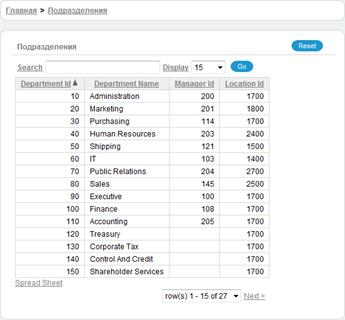 Главная > Подразделения
Подразделения
Reset
Search Display 15 Go
Department Id Department Name Manager Id Location Id
10 Administration 200 1700
20 Marketing 201 1800
30 Purchasing 114 1700
40 Human Resources 203 2400
50 Shipping 121 1500
60 IT 103 1400
70 Public Relations 204 2700
80 Sales 145 2500
90 Executive 100 1700
100 Finance 108 1700
110 Accounting 205 1700
120 Treasury 1700
130 Corporate Tax 1700
140 Control And Credit 1700
150 Shareholder Services 1700
Spread Sheet
row(s) 1 - 15 of 27 Next >